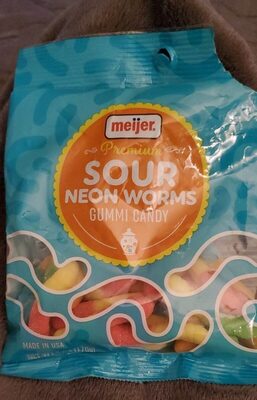 meijer.
Premium
SOUR
NEON WORMS
GUMMI CANDY
MADE IN USA